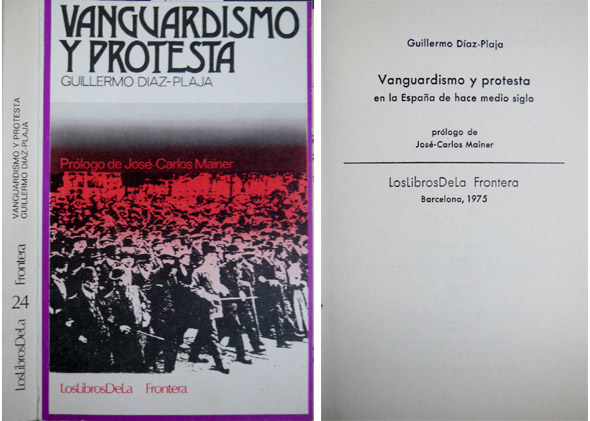 VANGUARDISMO Y PROTESTA
GUILLERMO DIAZ-PLAJA
LosLibrosDeLa 24 Frontera
VANGUARDISMO
Y PROTESTA
GUILLERMO DIAZ-PLAJA
Prólogo de José-Carlos Mainer
LosLibrosDeLa Frontera
Guillermo Díaz-Plaja
Vanguardismo y protesta
en la España de hace medio siglo
prólogo de
José-Carlos Mainer
LosLibrosDeLa Frontera
Barcelona, 1975